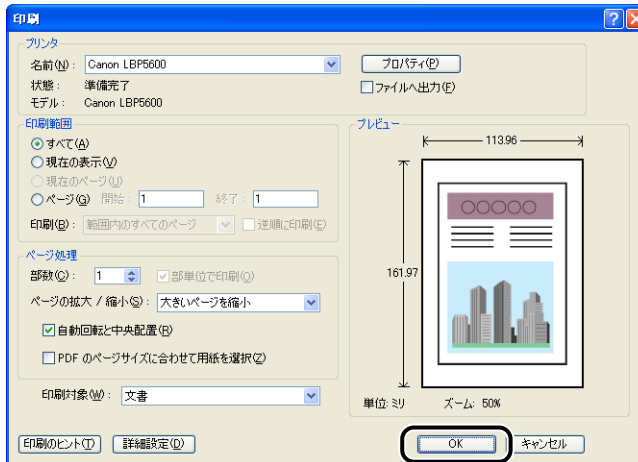 印刷
プリンタ
名前(N): Canon LBP5600 プロパティ(P)
状態: 準備完了 ファイルへ出力(F)
モデル: Canon LBP5600
印刷範囲 プレビュー
すべて(A) 113.96
現在の表示(V)
現在のページ(U)
ページ(G) 開始: 1 終了: 1
印刷(B): 範囲内のすべてのページ 逆順に印刷(E)
ページ処理
部数(C): 1 部単位で印刷(O)
161.97
ページの拡大 / 縮小(S): 大きいページを縮小
自動回転と中央配置(R)
PDF のページサイズに合わせて用紙を選択(Z)
印刷対象(W): 文書
単位: ミリ ズーム: 50%
印刷のヒント(T) 詳細設定(D) OK キャンセル